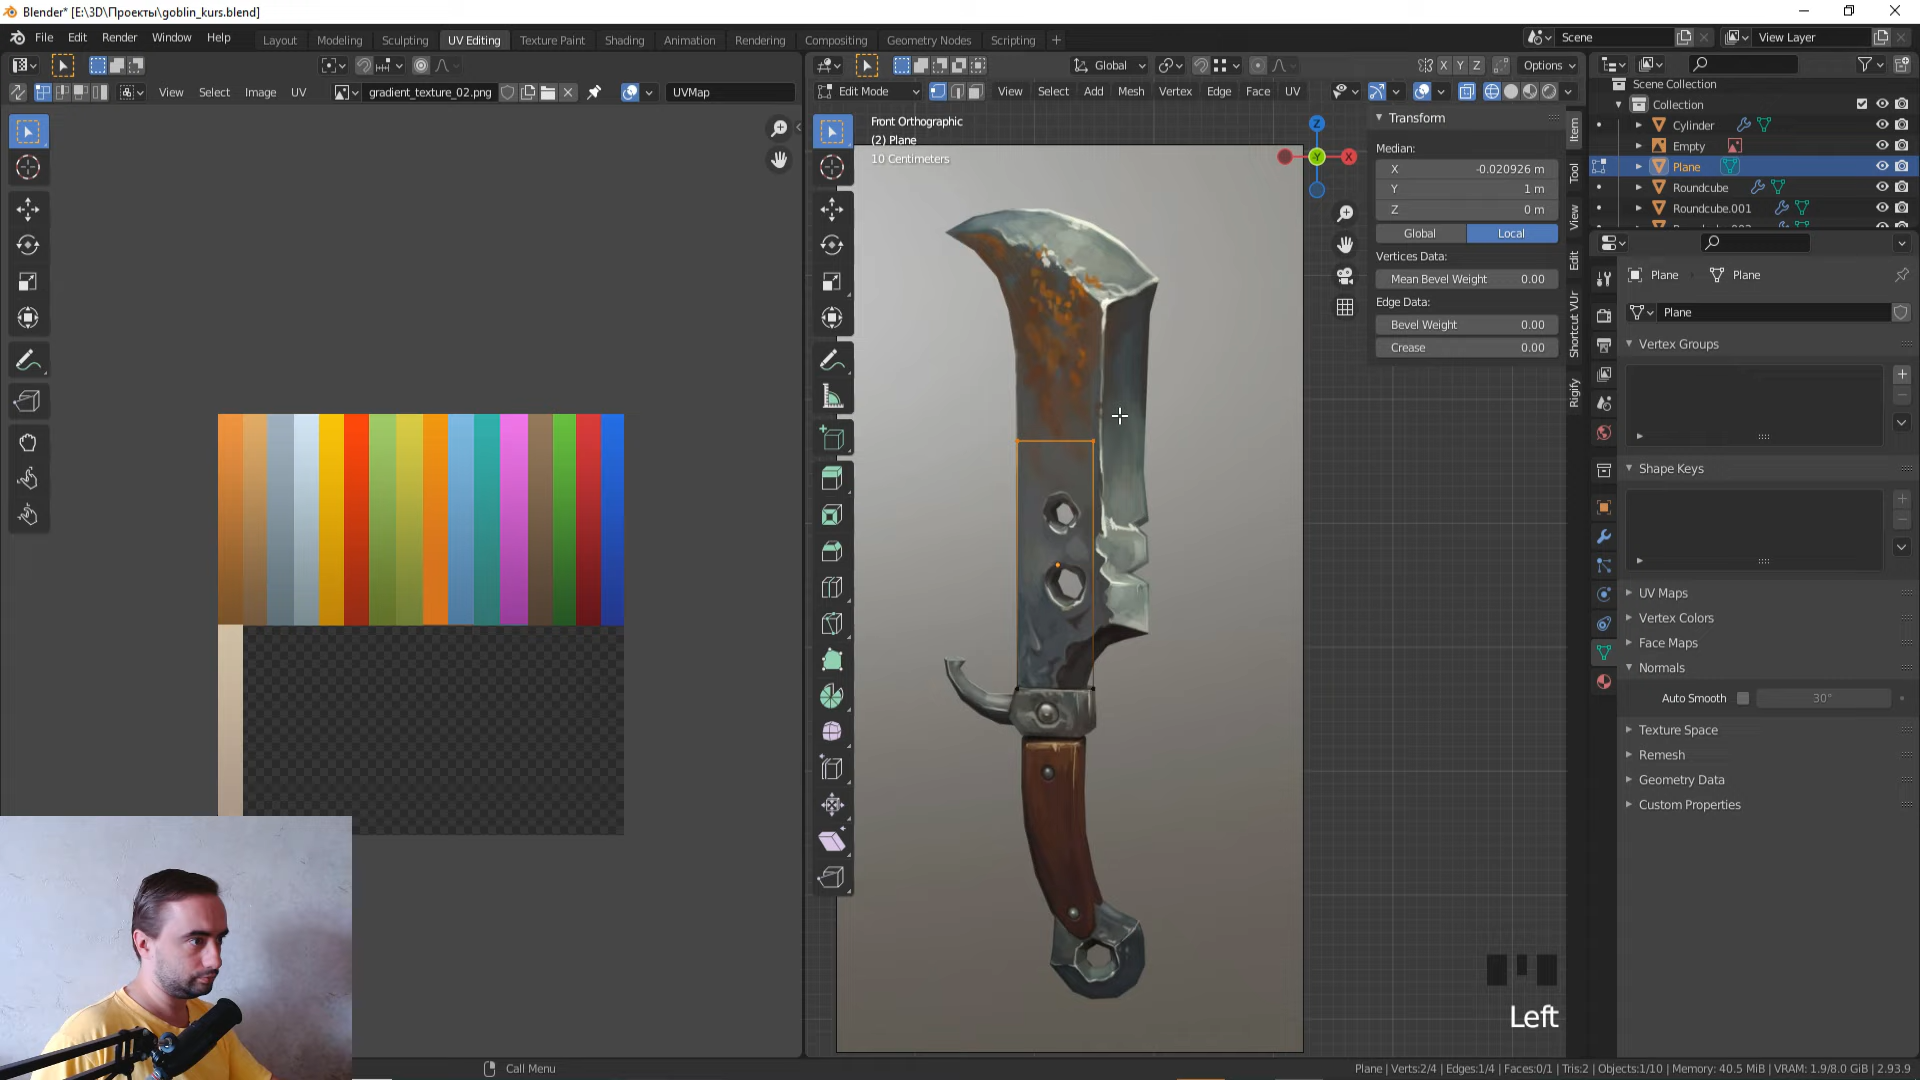 Blender* [E:\3D\Проекты\goblin_kurs.blend]
File Edit Render Window Help
Layout Modeling Sculpting UV Editing Texture Paint Shading Animation Rendering Compositing Geometry Nodes Scripting +
Scene
View Layer
Global
X Y Z
Options
View Select Image UV
gradient_texture_02.png
UVMap
Edit Mode
View Select Add Mesh Vertex Edge Face UV
Front Orthographic
(2) Plane
10 Centimeters
Z
Y
X
Transform
Median:
X -0.020926 m
Y 1 m
Z 0 m
Global Local
Vertices Data:
Mean Bevel Weight 0.00
Edge Data:
Bevel Weight 0.00
Crease 0.00
Item
Tool
View
Edit
Shortcut VUr
Rigify
Scene Collection
Collection
Cylinder
Empty
Plane
Roundcube
Roundcube.001
Plane Plane
Plane
Vertex Groups
Shape Keys
UV Maps
Vertex Colors
Face Maps
Normals
Auto Smooth 30°
Texture Space
Remesh
Geometry Data
Custom Properties
Left
Call Menu
Plane | Verts:2/4 | Edges:1/4 | Faces:0/1 | Tris:2 | Objects:1/10 | Memory: 40.5 MiB | VRAM: 1.9/8.0 GiB | 2.93.9